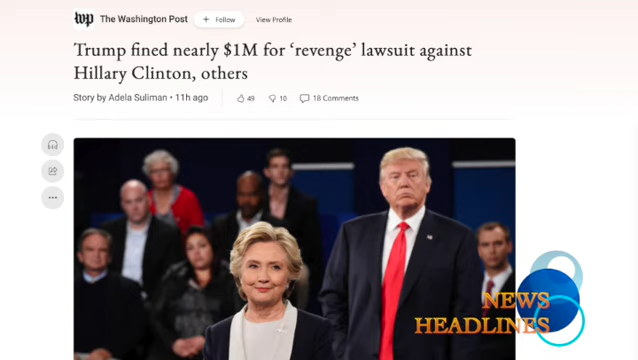 wp The Washington Post + Follow View Profile
Trump fined nearly $1M for ‘revenge’ lawsuit against
Hillary Clinton, others
Story by Adela Suliman • 11h ago 49 10 18 Comments
NEWS
HEADLINES